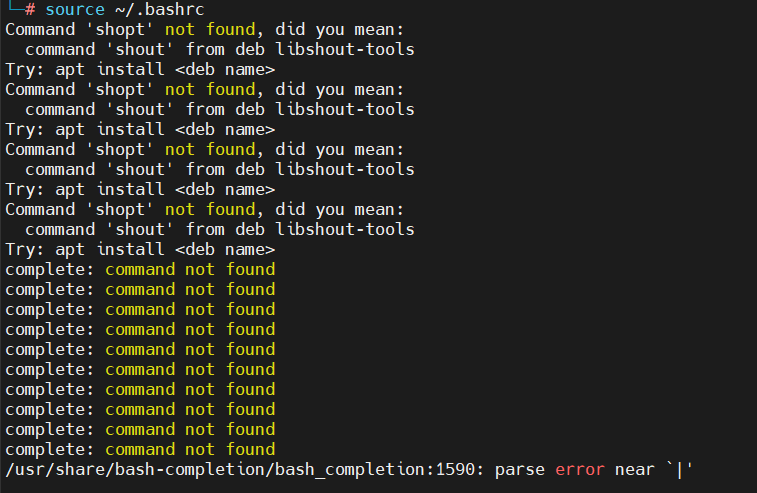 └─# source ~/.bashrc
Command 'shopt' not found, did you mean:
  command 'shout' from deb libshout-tools
Try: apt install <deb name>
Command 'shopt' not found, did you mean:
  command 'shout' from deb libshout-tools
Try: apt install <deb name>
Command 'shopt' not found, did you mean:
  command 'shout' from deb libshout-tools
Try: apt install <deb name>
Command 'shopt' not found, did you mean:
  command 'shout' from deb libshout-tools
Try: apt install <deb name>
complete: command not found
complete: command not found
complete: command not found
complete: command not found
complete: command not found
complete: command not found
complete: command not found
complete: command not found
complete: command not found
complete: command not found
/usr/share/bash-completion/bash_completion:1590: parse error near `|'